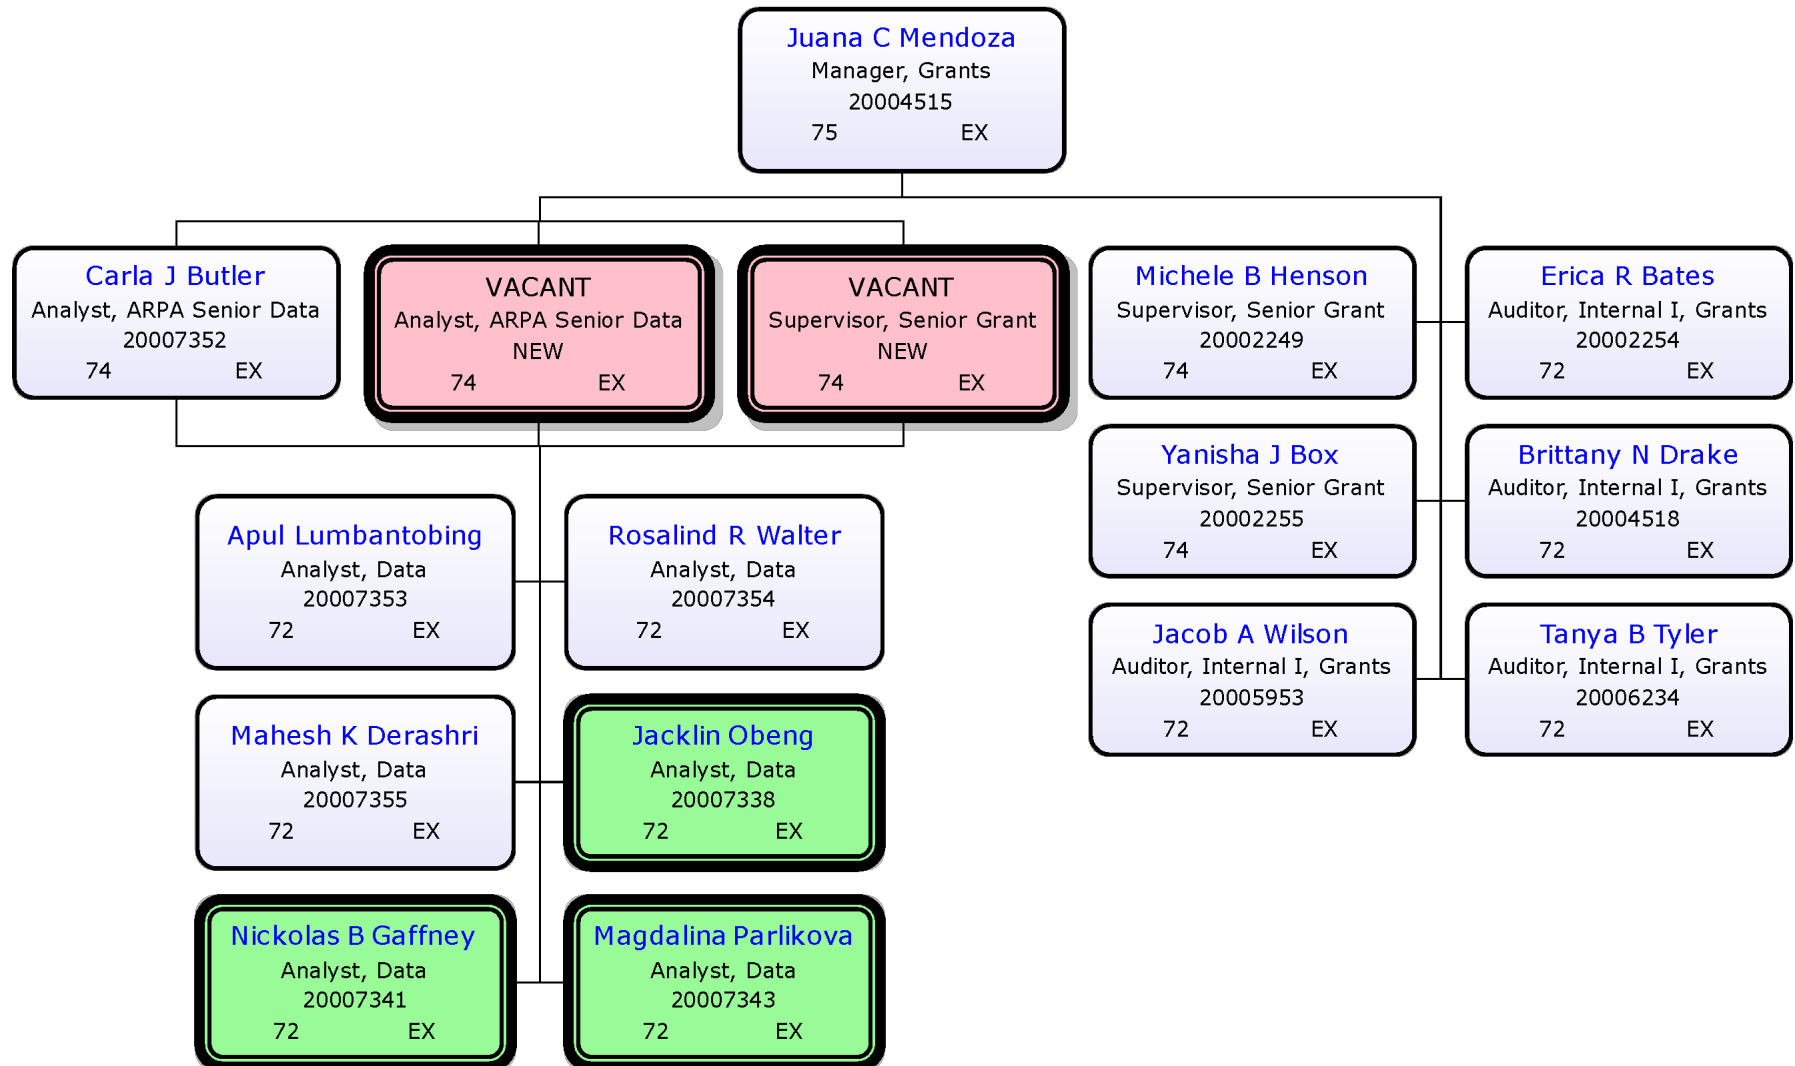 Juana C Mendoza
Manager, Grants
20004515
75 EX
Carla J Butler
Analyst, ARPA Senior Data
20007352
74 EX
VACANT
Analyst, ARPA Senior Data
NEW
74 EX
VACANT
Supervisor, Senior Grant
NEW
74 EX
Michele B Henson
Supervisor, Senior Grant
20002249
74 EX
Erica R Bates
Auditor, Internal I, Grants
20002254
72 EX
Yanisha J Box
Supervisor, Senior Grant
20002255
74 EX
Brittany N Drake
Auditor, Internal I, Grants
20004518
72 EX
Jacob A Wilson
Auditor, Internal I, Grants
20005953
72 EX
Tanya B Tyler
Auditor, Internal I, Grants
20006234
72 EX
Apul Lumbantobing
Analyst, Data
20007353
72 EX
Rosalind R Walter
Analyst, Data
20007354
72 EX
Mahesh K Derashri
Analyst, Data
20007355
72 EX
Jacklin Obeng
Analyst, Data
20007338
72 EX
Nickolas B Gaffney
Analyst, Data
20007341
72 EX
Magdalina Parlikova
Analyst, Data
20007343
72 EX